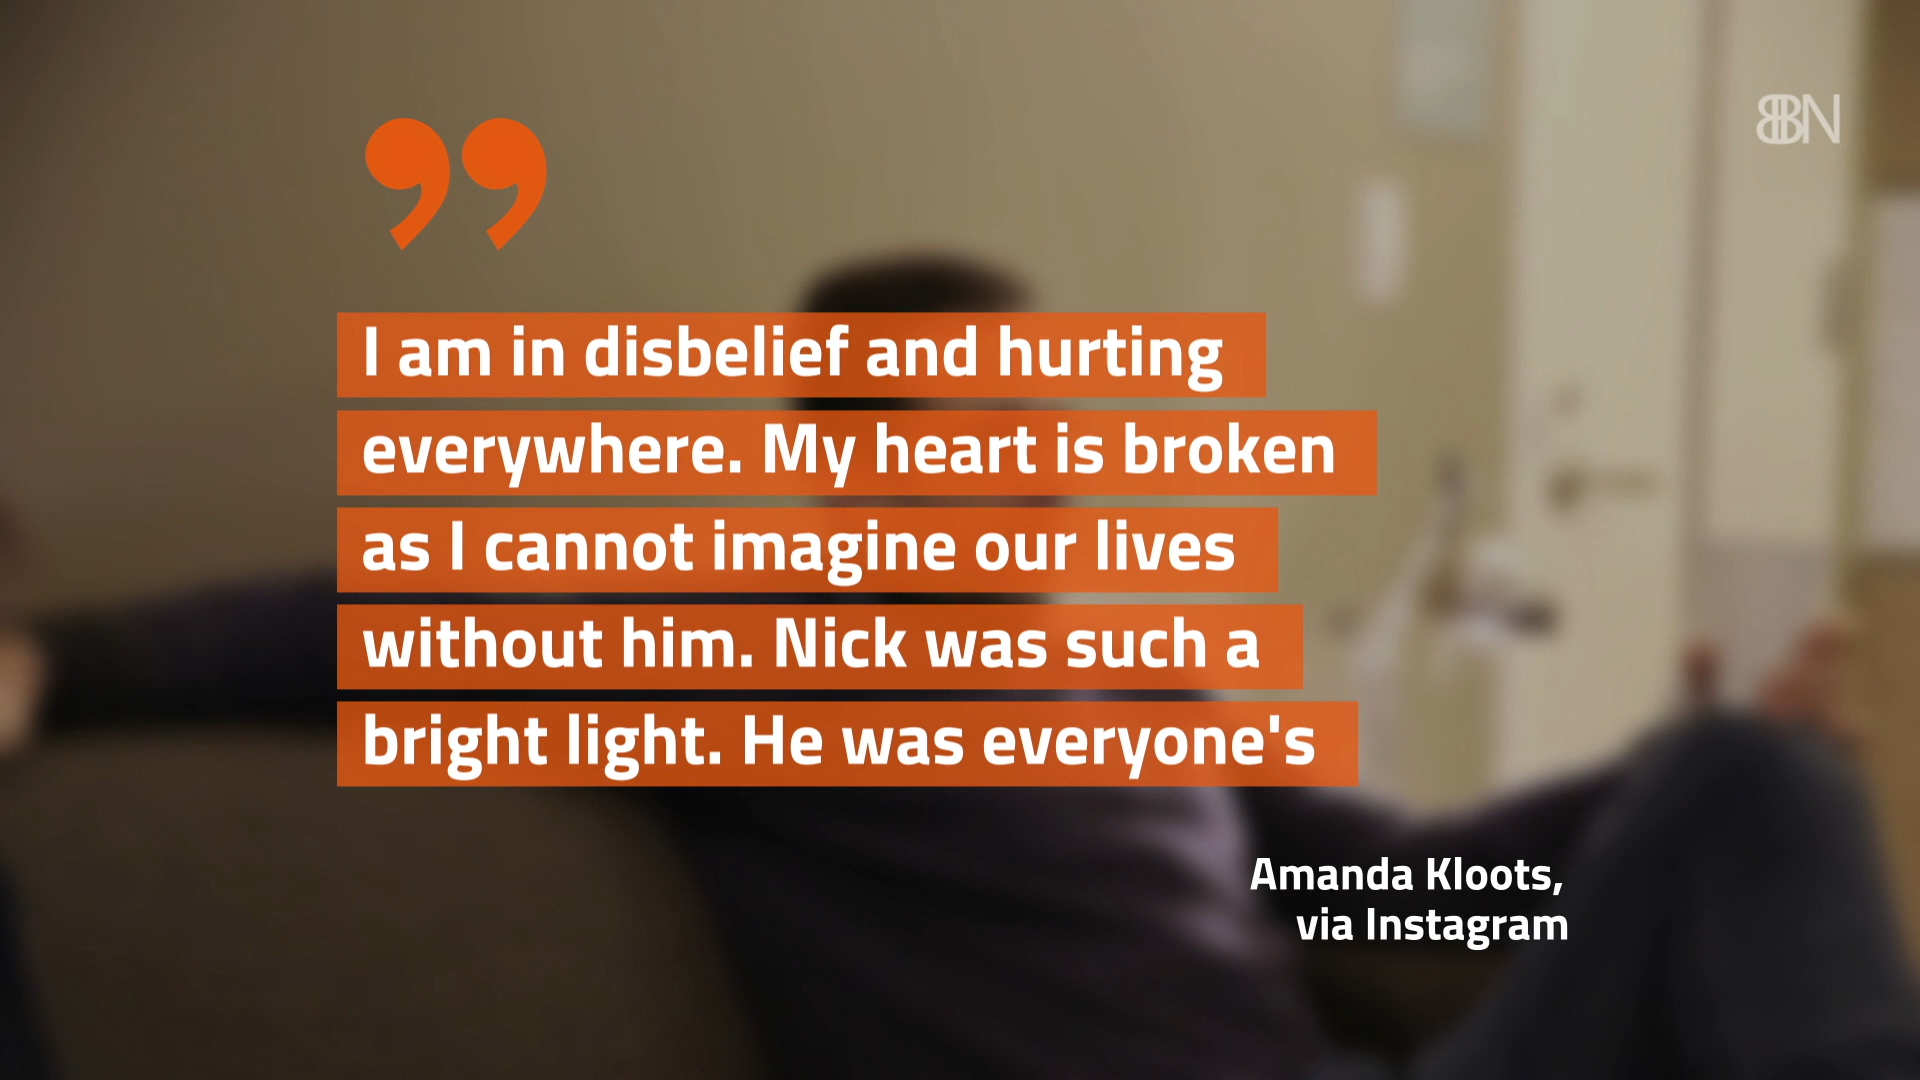 BBN
I am in disbelief and hurting
everywhere. My heart is broken
as I cannot imagine our lives
without him. Nick was such a
bright light. He was everyone's
Amanda Kloots,
via Instagram